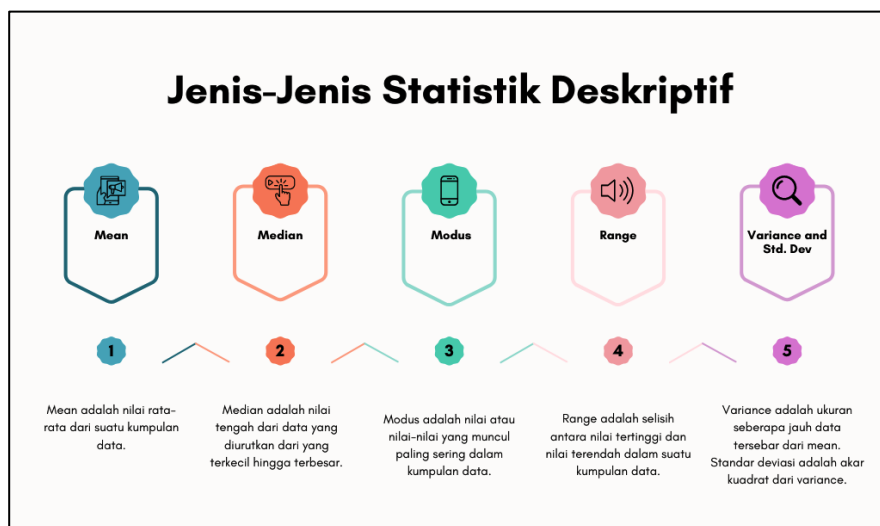 Jenis-Jenis Statistik Deskriptif
Mean
Median
Modus
Range
Variance and
Std. Dev
1
2
3
4
5
Mean adalah nilai rata-
rata dari suatu kumpulan
data.
Median adalah nilai
tengah dari data yang
diurutkan dari yang
terkecil hingga terbesar.
Modus adalah nilai atau
nilai-nilai yang muncul
paling sering dalam
kumpulan data.
Range adalah selisih
antara nilai tertinggi dan
nilai terendah dalam suatu
kumpulan data.
Variance adalah ukuran
seberapa jauh data
tersebar dari mean.
Standar deviasi adalah akar
kuadrat dari variance.